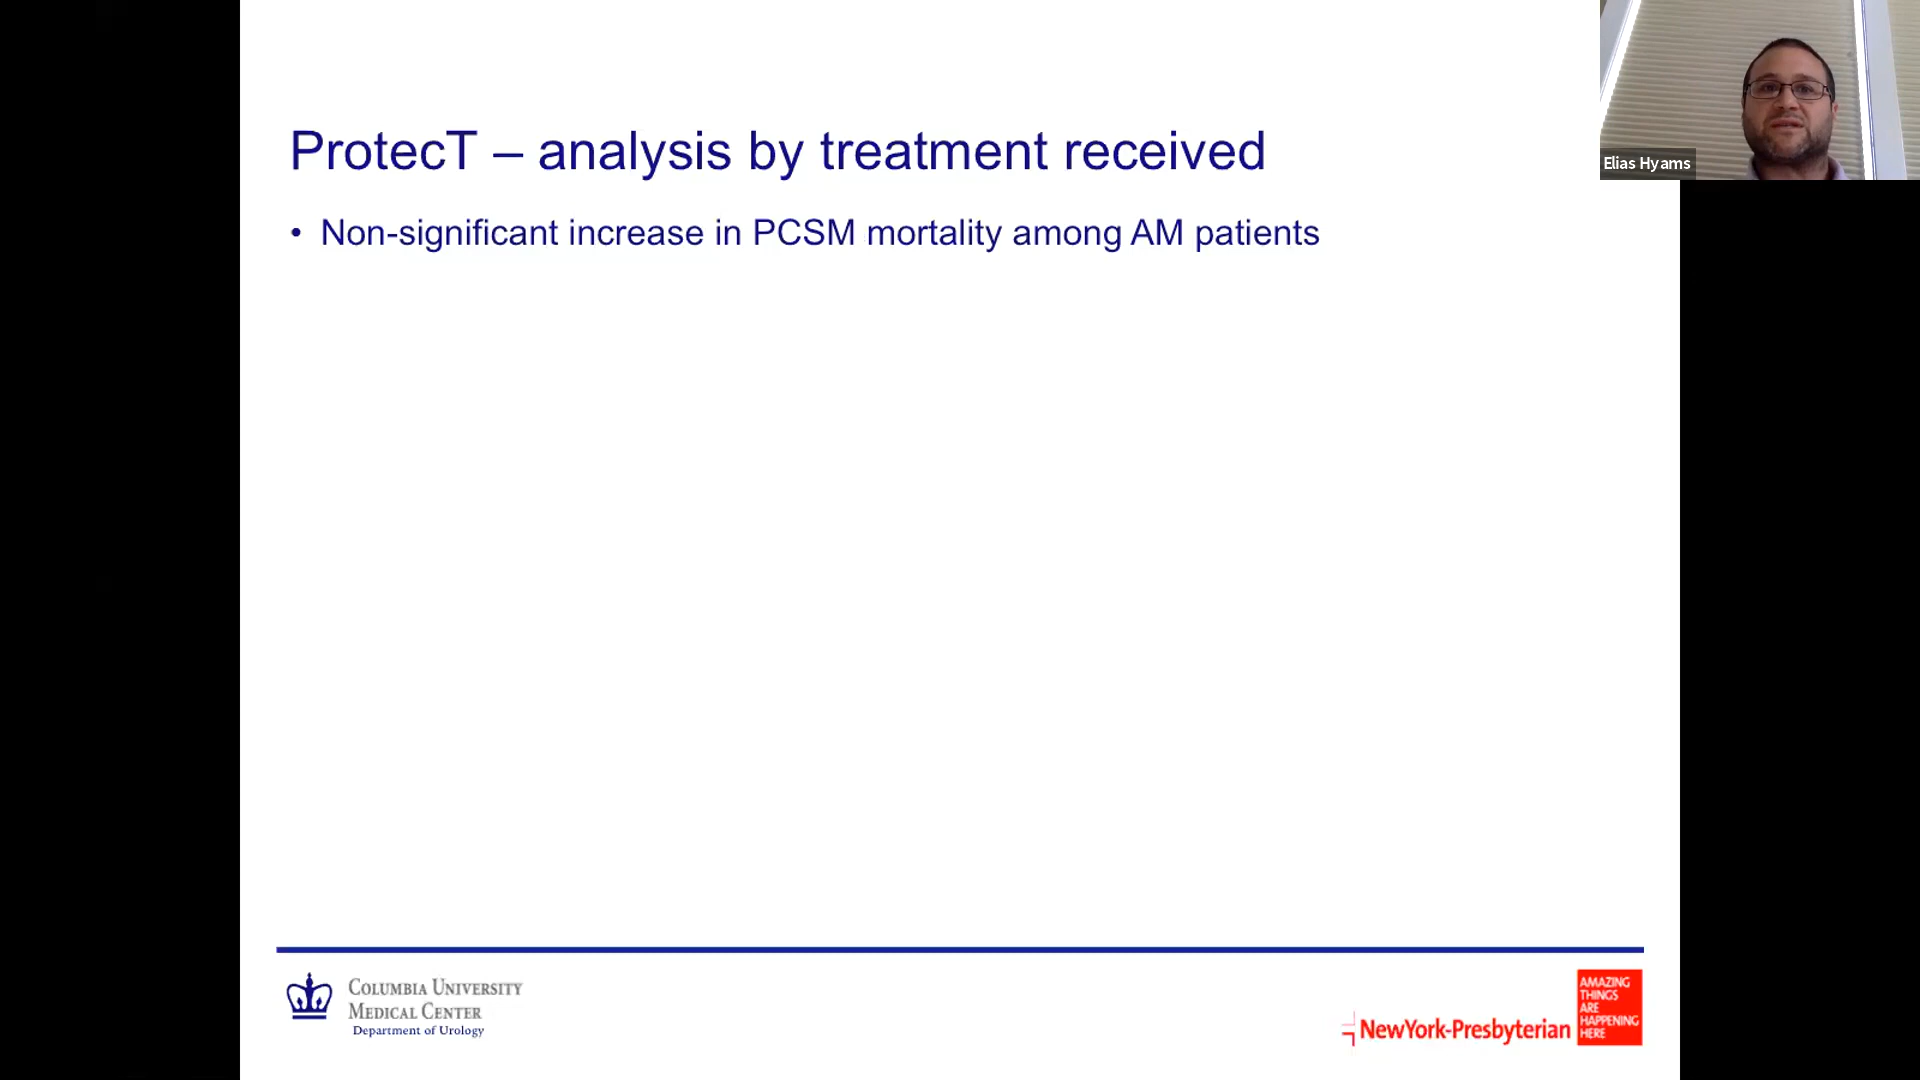 ProtecT – analysis by treatment received
• Non-significant increase in PCSM mortality among AM patients
Elias Hyams
COLUMBIA UNIVERSITY
MEDICAL CENTER
Department of Urology
NewYork-Presbyterian
AMAZING
THINGS
ARE
HAPPENING
HERE